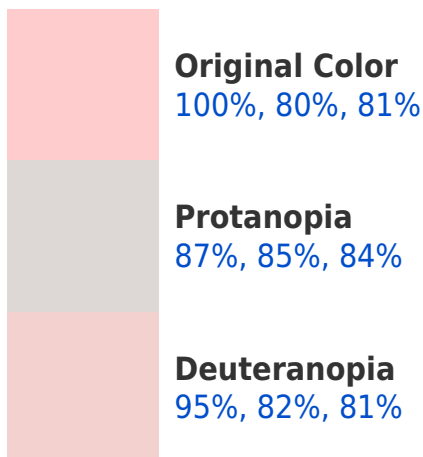 Original Color
100%, 80%, 81%
Protanopia
87%, 85%, 84%
Deuteranopia
95%, 82%, 81%